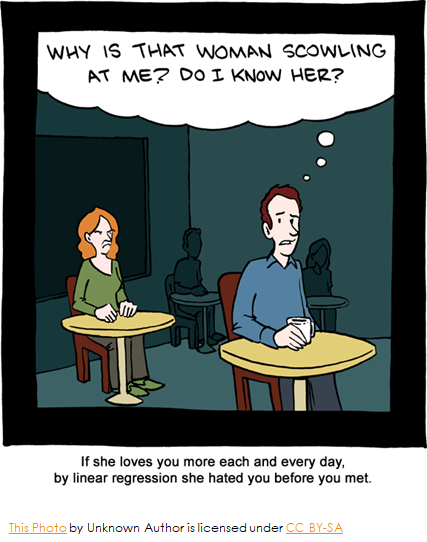 WHY IS THAT WOMAN SCOWLING
AT ME? DO I KNOW HER?
If she loves you more each and every day,
by linear regression she hated you before you met.
This Photo by Unknown Author is licensed under CC BY-SA